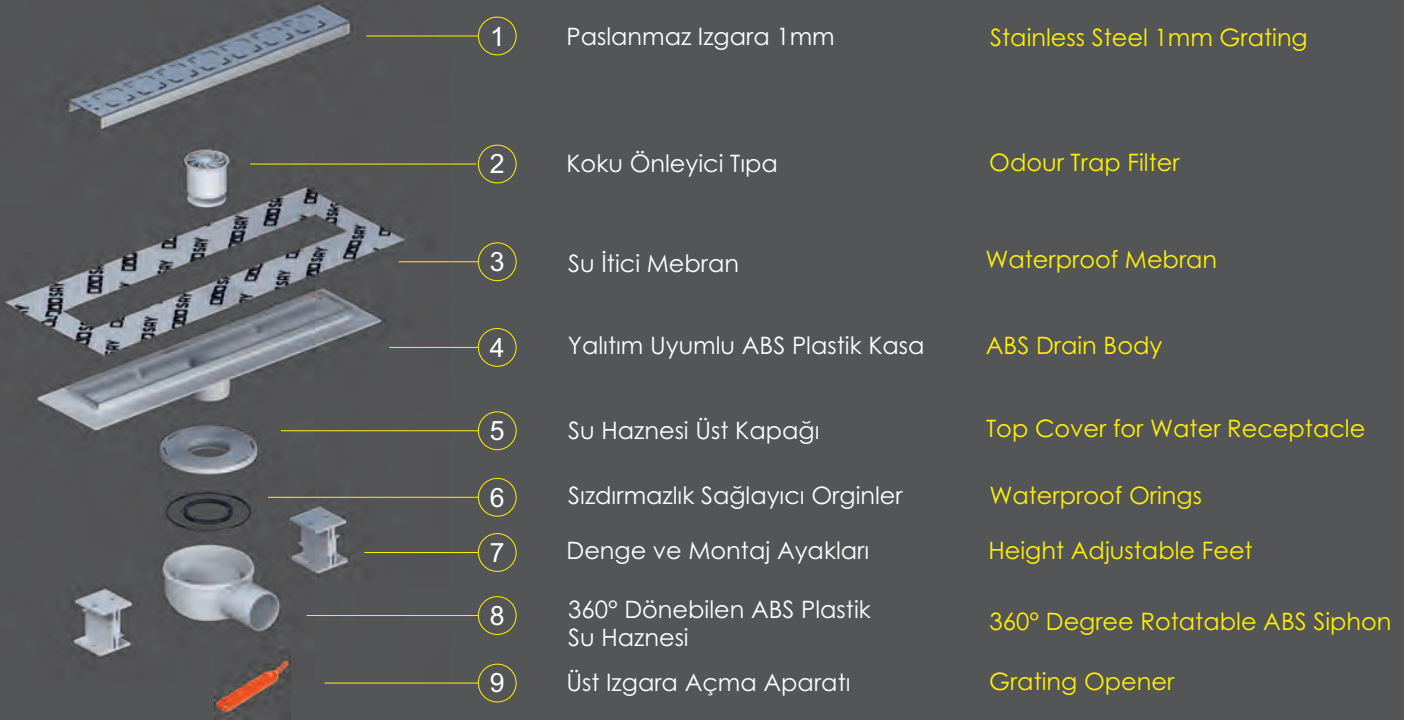 1 Paslanmaz Izgara 1mm Stainless Steel 1mm Grating
2 Koku Önleyici Tıpa Odour Trap Filter
3 Su İtici Mebran Waterproof Mebran
4 Yalıtım Uyumlu ABS Plastik Kasa ABS Drain Body
5 Su Haznesi Üst Kapağı Top Cover for Water Receptacle
6 Sızdırmazlık Sağlayıcı Orginler Waterproof Orings
7 Denge ve Montaj Ayakları Height Adjustable Feet
8 360° Dönebilen ABS Plastik
Su Haznesi
360° Degree Rotatable ABS Siphon
9 Üst Izgara Açma Aparatı Grating Opener
SAY